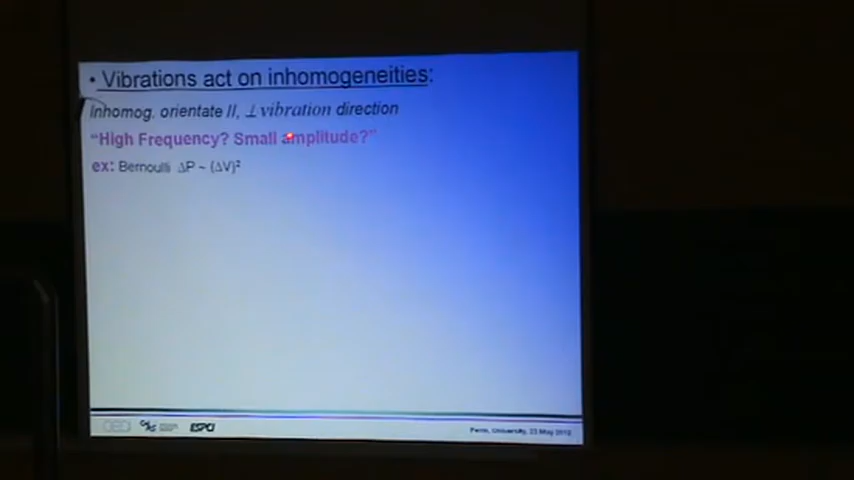 • Vibrations act on inhomogeneities:
Inhomog. orientate //, ⊥ vibration direction
"High Frequency? Small amplitude?"
ex: Bernoulli ΔP ~ (ΔV)²
ESPCI
Perm, University, 23 May 2012